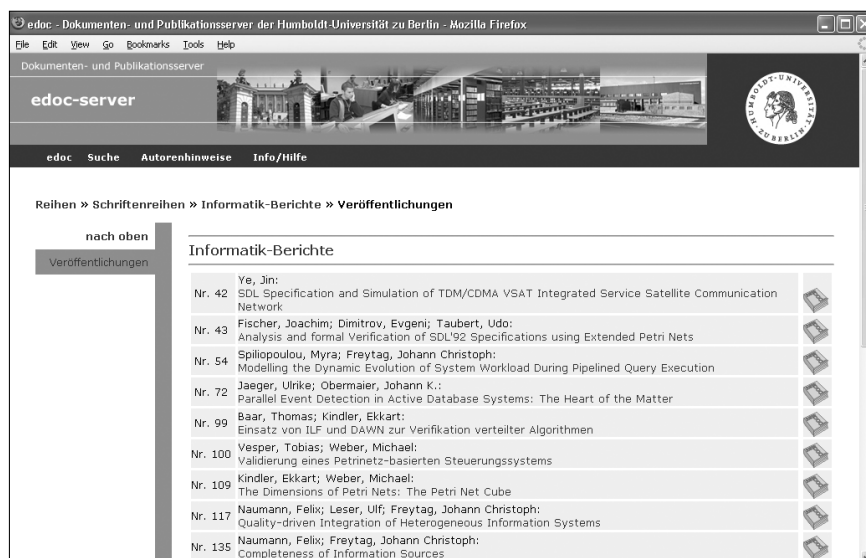 edoc - Dokumenten- und Publikationsserver der Humboldt-Universität zu Berlin - Mozilla Firefox
File Edit View Go Bookmarks Tools Help
Dokumenten- und Publikationsserver
edoc-server
HUMBOLDT-UNIVERSITÄT
ZU BERLIN
edoc Suche Autorenhinweise Info/Hilfe
Reihen » Schriftenreihen » Informatik-Berichte » Veröffentlichungen
nach oben
Veröffentlichungen
Informatik-Berichte
Ye, Jin:
Nr. 42 SDL Specification and Simulation of TDM/CDMA VSAT Integrated Service Satellite Communication
Network
Fischer, Joachim; Dimitrov, Evgeni; Taubert, Udo:
Nr. 43 Analysis and formal Verification of SDL'92 Specifications using Extended Petri Nets
Spiliopoulou, Myra; Freytag, Johann Christoph:
Nr. 54 Modelling the Dynamic Evolution of System Workload During Pipelined Query Execution
Jaeger, Ulrike; Obermaier, Johann K.:
Nr. 72 Parallel Event Detection in Active Database Systems: The Heart of the Matter
Baar, Thomas; Kindler, Ekkart:
Nr. 99 Einsatz von ILF und DAWN zur Verifikation verteilter Algorithmen
Vesper, Tobias; Weber, Michael:
Nr. 100 Validierung eines Petrinetz-basierten Steuerungssystems
Kindler, Ekkart; Weber, Michael:
Nr. 109 The Dimensions of Petri Nets: The Petri Net Cube
Naumann, Felix; Leser, Ulf; Freytag, Johann Christoph:
Nr. 117 Quality-driven Integration of Heterogeneous Information Systems
Naumann, Felix; Freytag, Johann Christoph:
Nr. 135 Completeness of Information Sources